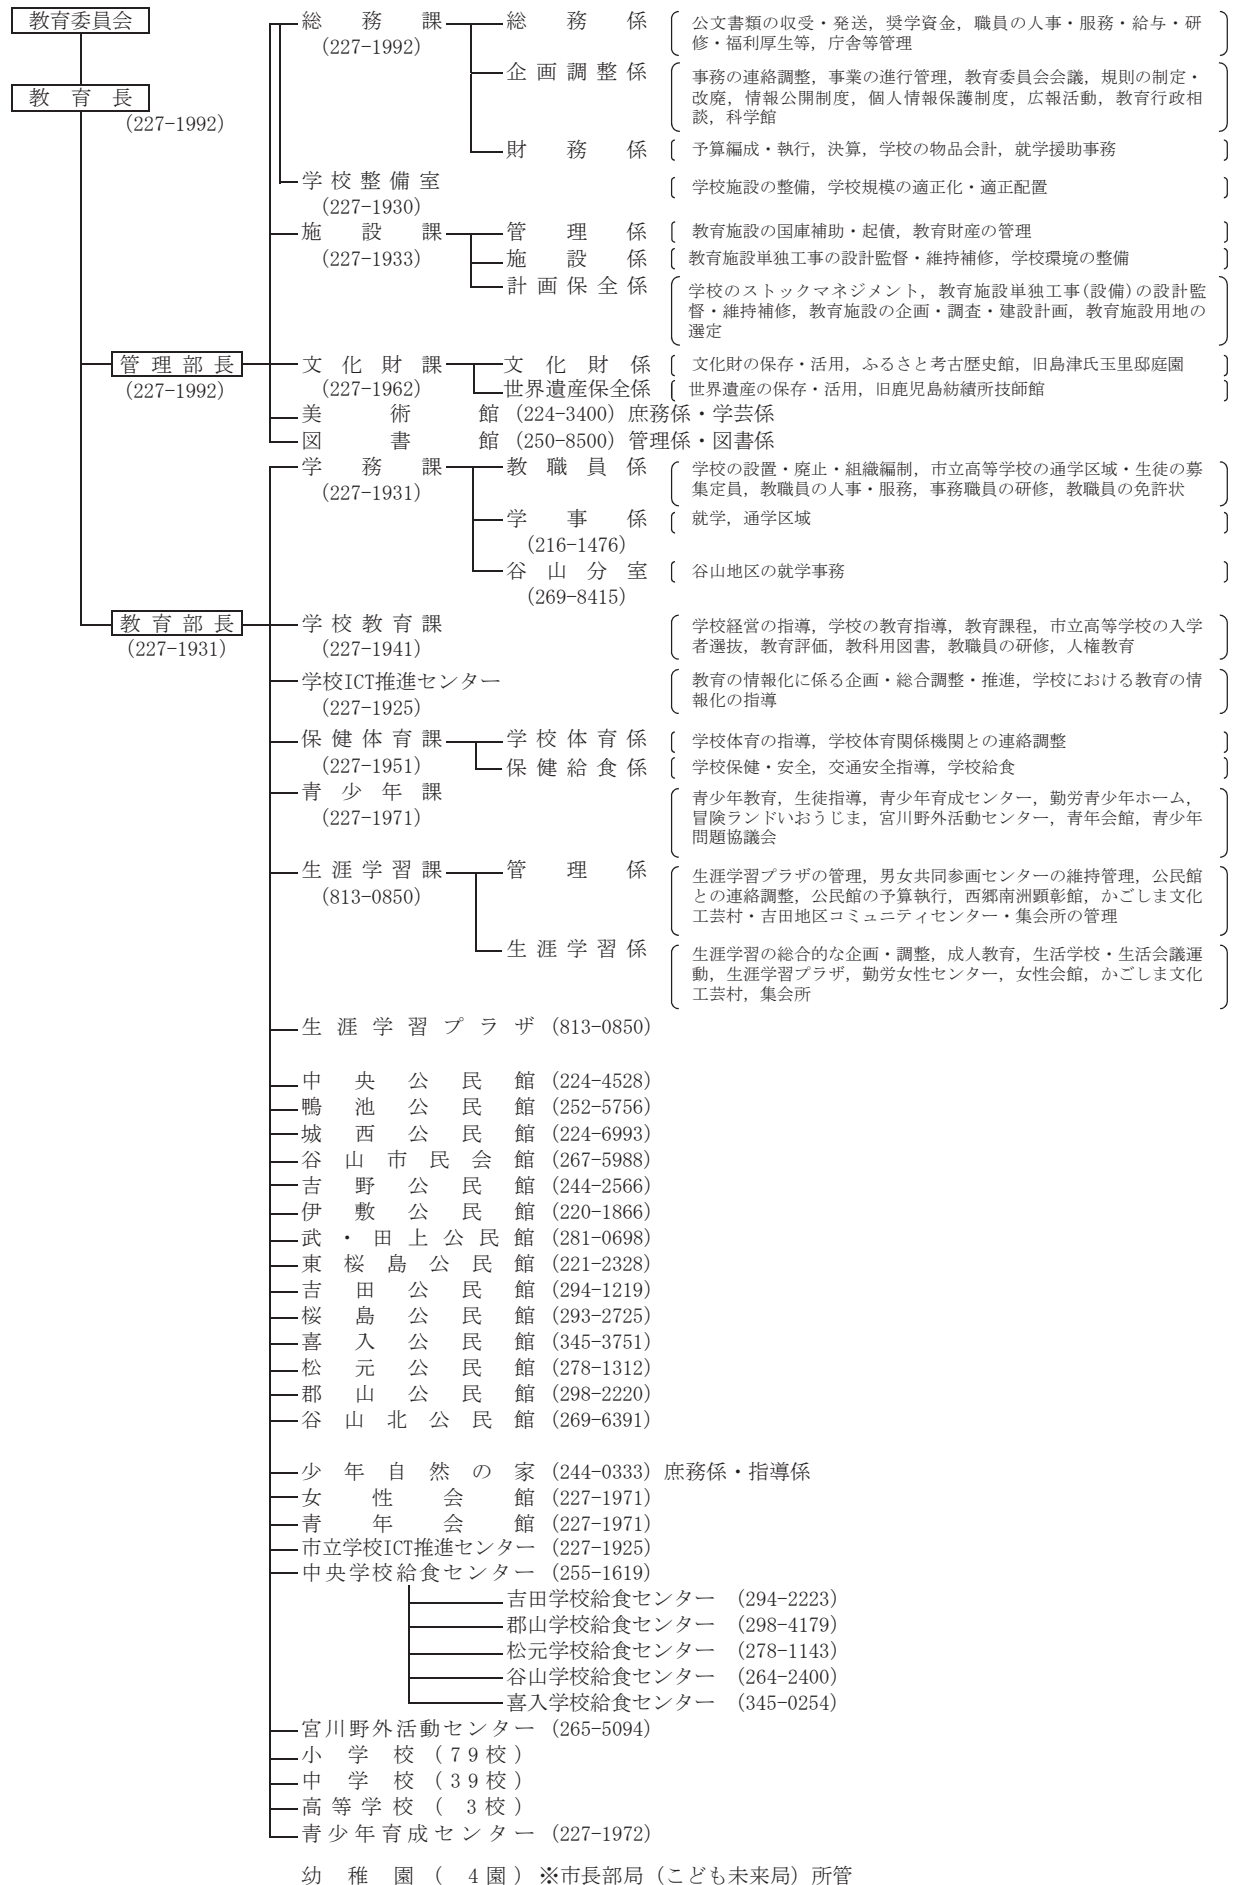 教育委員会
教育長
(227-1992)
総務課
(227-1992)
総務係
公文書類の収受・発送，奨学資金，職員の人事・服務・給与・研
修・福利厚生等，庁舎等管理
企画調整係
事務の連絡調整，事業の進行管理，教育委員会会議，規則の制定・
改廃，情報公開制度，個人情報保護制度，広報活動，教育行政相
談，科学館
財務係
予算編成・執行，決算，学校の物品会計，就学援助事務
学校整備室
(227-1930)
学校施設の整備，学校規模の適正化・適正配置
施設課
(227-1933)
管理係
教育施設の国庫補助・起債，教育財産の管理
施設係
教育施設単独工事の設計監督・維持補修，学校環境の整備
計画保全係
学校のストックマネジメント，教育施設単独工事(設備)の設計監
督・維持補修，教育施設の企画・調査・建設計画，教育施設用地の
選定
管理部長
(227-1992)
文化財課
(227-1962)
文化財係
文化財の保存・活用，ふるさと考古歴史館，旧島津氏玉里邸庭園
世界遺産保全係
世界遺産の保存・活用，旧鹿児島紡績所技師館
美術館 (224-3400) 庶務係・学芸係
図書館 (250-8500) 管理係・図書係
学務課
(227-1931)
教職員係
学校の設置・廃止・組織編制，市立高等学校の通学区域・生徒の募
集定員，教職員の人事・服務，事務職員の研修，教職員の免許状
学事係
(216-1476)
就学，通学区域
谷山分室
(269-8415)
谷山地区の就学事務
教育部長
(227-1931)
学校教育課
(227-1941)
学校経営の指導，学校の教育指導，教育課程，市立高等学校の入学
者選抜，教育評価，教科用図書，教職員の研修，人権教育
学校ICT推進センター
(227-1925)
教育の情報化に係る企画・総合調整・推進，学校における教育の情
報化の指導
保健体育課
(227-1951)
学校体育係
学校体育の指導，学校体育関係機関との連絡調整
保健給食係
学校保健・安全，交通安全指導，学校給食
青少年課
(227-1971)
青少年教育，生徒指導，青少年育成センター，勤労青少年ホーム，
冒険ランドいおうじま，宮川野外活動センター，青年会館，青少年
問題協議会
生涯学習課
(813-0850)
管理係
生涯学習プラザの管理，男女共同参画センターの維持管理，公民館
との連絡調整，公民館の予算執行，西郷南洲顕彰館，かごしま文化
工芸村・吉田地区コミュニティセンター・集会所の管理
生涯学習係
生涯学習の総合的な企画・調整，成人教育，生活学校・生活会議運
動，生涯学習プラザ，勤労女性センター，女性会館，かごしま文化
工芸村，集会所
生涯学習プラザ (813-0850)
中央公民館 (224-4528)
鴨池公民館 (252-5756)
城西公民館 (224-6993)
谷山市民会館 (267-5988)
吉野公民館 (244-2566)
伊敷公民館 (220-1866)
武・田上公民館 (281-0698)
東桜島公民館 (221-2328)
吉田公民館 (294-1219)
桜島公民館 (293-2725)
喜入公民館 (345-3751)
松元公民館 (278-1312)
郡山公民館 (298-2220)
谷山北公民館 (269-6391)
少年自然の家 (244-0333) 庶務係・指導係
女性会館 (227-1971)
青年会館 (227-1971)
市立学校ICT推進センター (227-1925)
中央学校給食センター (255-1619)
吉田学校給食センター (294-2223)
郡山学校給食センター (298-4179)
松元学校給食センター (278-1143)
谷山学校給食センター (264-2400)
喜入学校給食センター (345-0254)
宮川野外活動センター (265-5094)
小学校 (79校)
中学校 (39校)
高等学校 ( 3校)
青少年育成センター (227-1972)
幼稚園 ( 4園) ※市長部局（こども未来局）所管